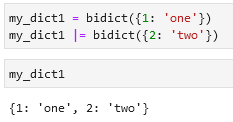 my_dict1 = bidict({1: 'one'})
my_dict1 |= bidict({2: 'two'})
my_dict1
{1: 'one', 2: 'two'}